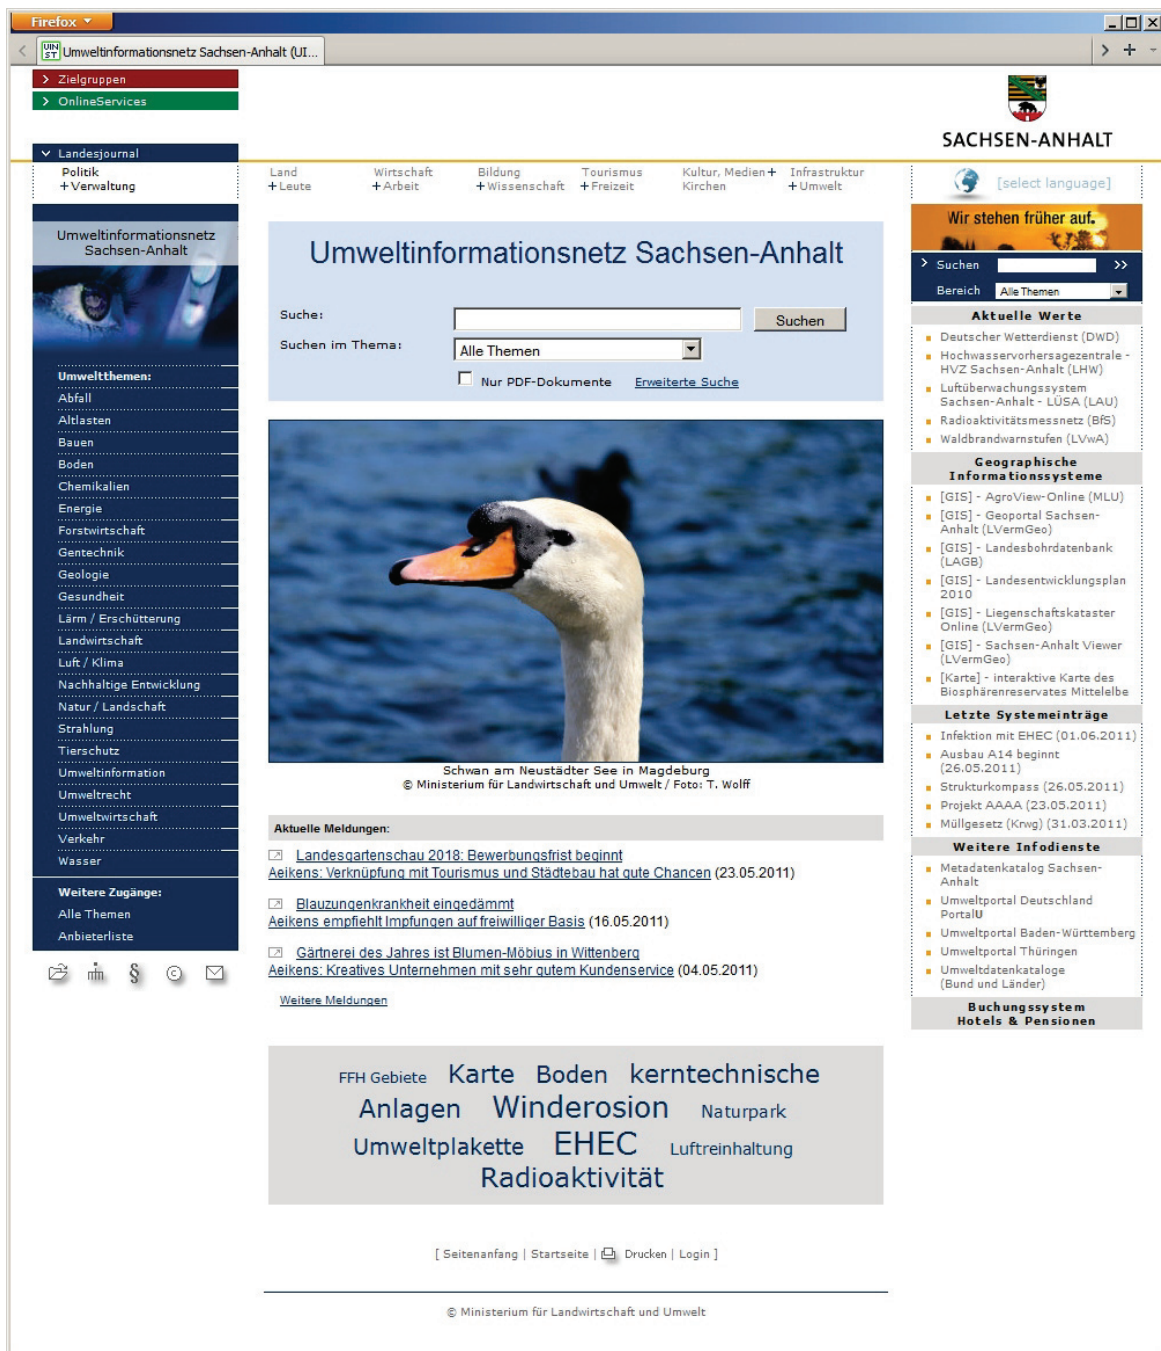 Firefox
UIN
ST
Umweltinformationsnetz Sachsen-Anhalt (UI...
Zielgruppen
OnlineServices
SACHSEN-ANHALT
Landesjournal
Politik
+Verwaltung
Land
+Leute
Wirtschaft
+Arbeit
Bildung
+Wissenschaft
Tourismus
+Freizeit
Kultur, Medien+
Kirchen
Infrastruktur
+Umwelt
[select language]
Umweltinformationsnetz
Sachsen-Anhalt
Umweltthemen:
Abfall
Altlasten
Bauen
Boden
Chemikalien
Energie
Forstwirtschaft
Gentechnik
Geologie
Gesundheit
Lärm / Erschütterung
Landwirtschaft
Luft / Klima
Nachhaltige Entwicklung
Natur / Landschaft
Strahlung
Tierschutz
Umweltinformation
Umweltrecht
Umweltwirtschaft
Verkehr
Wasser
Weitere Zugänge:
Alle Themen
Anbieterliste
§
©
Umweltinformationsnetz Sachsen-Anhalt
Suche:
Suchen
Suchen im Thema:
Alle Themen
Nur PDF-Dokumente Erweiterte Suche
Schwan am Neustädter See in Magdeburg
© Ministerium für Landwirtschaft und Umwelt / Foto: T. Wolff
Aktuelle Meldungen:
Landesgartenschau 2018: Bewerbungsfrist beginnt
Aeikens: Verknüpfung mit Tourismus und Städtebau hat gute Chancen (23.05.2011)
Blauzungenkrankheit eingedämmt
Aeikens empfiehlt Impfungen auf freiwilliger Basis (16.05.2011)
Gärtnerei des Jahres ist Blumen-Möbius in Wittenberg
Aeikens: Kreatives Unternehmen mit sehr gutem Kundenservice (04.05.2011)
Weitere Meldungen
FFH Gebiete Karte Boden kerntechnische
Anlagen Winderosion Naturpark
Umweltplakette EHEC Luftreinhaltung
Radioaktivität
[ Seitenanfang | Startseite | Drucken | Login ]
© Ministerium für Landwirtschaft und Umwelt
Wir stehen früher auf.
Suchen >>
Bereich Alle Themen
Aktuelle Werte
Deutscher Wetterdienst (DWD)
Hochwasservorhersagezentrale -
HVZ Sachsen-Anhalt (LHW)
Luftüberwachungssystem
Sachsen-Anhalt - LÜSA (LAU)
Radioaktivitätsmessnetz (BfS)
Waldbrandwarnstufen (LVwA)
Geographische
Informationssysteme
[GIS] - AgroView-Online (MLU)
[GIS] - Geoportal Sachsen-
Anhalt (LVermGeo)
[GIS] - Landesbohrdatenbank
(LAGB)
[GIS] - Landesentwicklungsplan
2010
[GIS] - Liegenschaftskataster
Online (LVermGeo)
[GIS] - Sachsen-Anhalt Viewer
(LVermGeo)
[Karte] - interaktive Karte des
Biosphärenreservates Mittelelbe
Letzte Systemeinträge
Infektion mit EHEC (01.06.2011)
Ausbau A14 beginnt
(26.05.2011)
Strukturkompass (26.05.2011)
Projekt AAAA (23.05.2011)
Müllgesetz (Krwg) (31.03.2011)
Weitere Infodienste
Metadatenkatalog Sachsen-
Anhalt
Umweltportal Deutschland
PortalU
Umweltportal Baden-Württemberg
Umweltportal Thüringen
Umweltdatenkataloge
(Bund und Länder)
Buchungssystem
Hotels & Pensionen